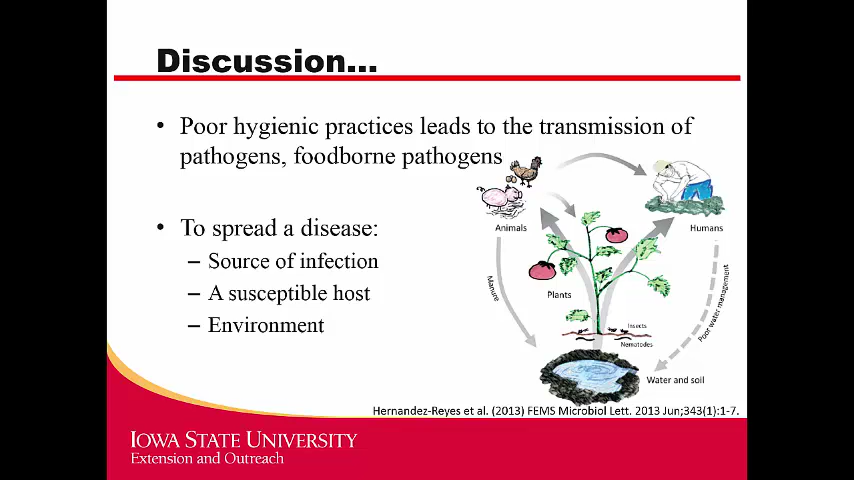 Discussion...
• Poor hygienic practices leads to the transmission of
pathogens, foodborne pathogens
• To spread a disease:
– Source of infection
– A susceptible host
– Environment
Animals
Humans
Manure
Plants
Poor water management
Insects
Nematodes
Water and soil
Hernandez-Reyes et al. (2013) FEMS Microbiol Lett. 2013 Jun;343(1):1-7.
IOWA STATE UNIVERSITY
Extension and Outreach